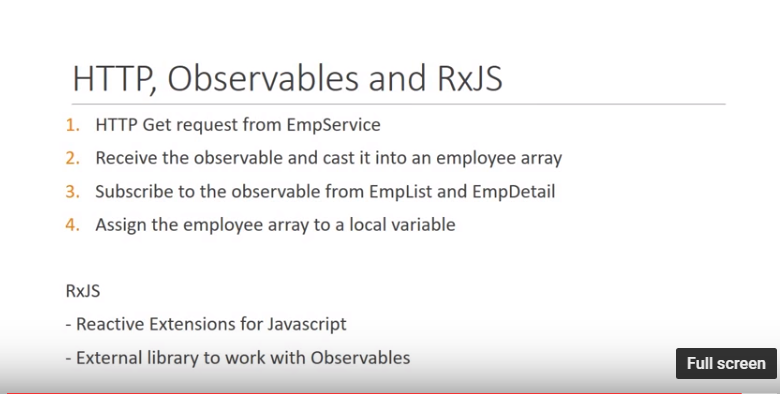 HTTP, Observables and RxJS
1. HTTP Get request from EmpService
2. Receive the observable and cast it into an employee array
3. Subscribe to the observable from EmpList and EmpDetail
4. Assign the employee array to a local variable
RxJS
- Reactive Extensions for Javascript
- External library to work with Observables
Full screen